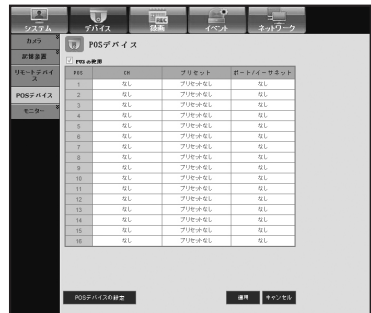 システム デバイス 録画 イベント ネットワーク
カメラ
記憶装置
リモートデバイス
POSデバイス
モニター
POSデバイス
POSの使用
POS CH プリセット ポート/イーサネット
1 なし プリセットなし なし
2 なし プリセットなし なし
3 なし プリセットなし なし
4 なし プリセットなし なし
5 なし プリセットなし なし
6 なし プリセットなし なし
7 なし プリセットなし なし
8 なし プリセットなし なし
9 なし プリセットなし なし
10 なし プリセットなし なし
11 なし プリセットなし なし
12 なし プリセットなし なし
13 なし プリセットなし なし
14 なし プリセットなし なし
15 なし プリセットなし なし
16 なし プリセットなし なし
POSデバイスの設定 適用 キャンセル